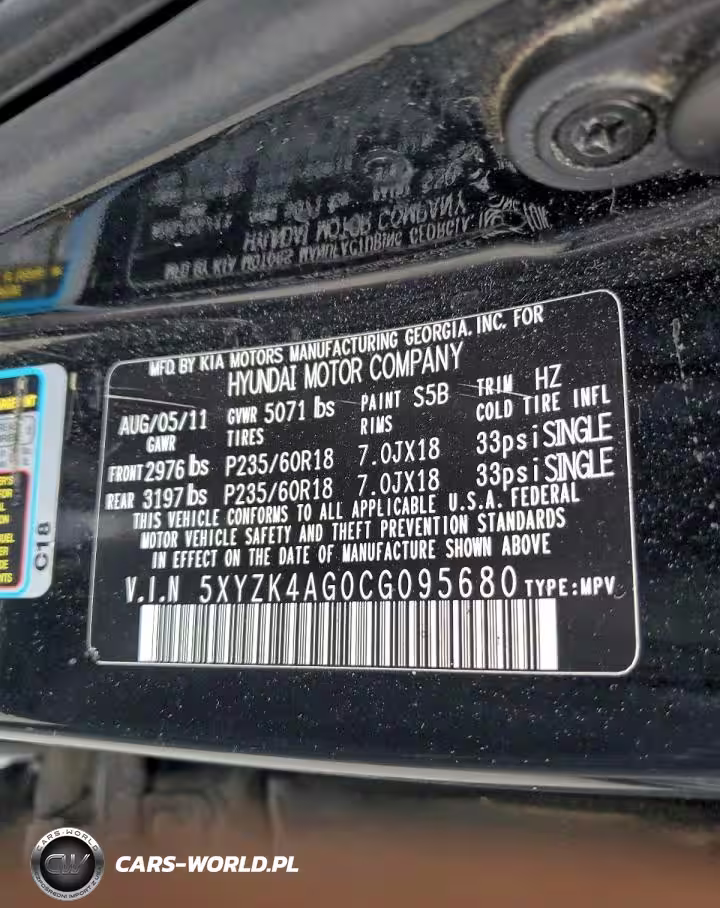 MFD. BY KIA MOTORS MANUFACTURING GEORGIA. INC. FOR
HYUNDAI MOTOR COMPANY
AUG/05/11 GVWR 5071 lbs PAINT S5B TRIM HZ
GAWR TIRES RIMS COLD TIRE INFL
FRONT 2976 lbs P235/60R18 7.0JX18 33psi SINGLE
REAR 3197 lbs P235/60R18 7.0JX18 33psi SINGLE
THIS VEHICLE CONFORMS TO ALL APPLICABLE U.S.A. FEDERAL
MOTOR VEHICLE SAFETY AND THEFT PREVENTION STANDARDS
IN EFFECT ON THE DATE OF MANUFACTURE SHOWN ABOVE
V.I.N 5XYZK4AG0CG095680 TYPE:MPV
C18
CARS-WORLD
CW
CARS-WORLD.PL